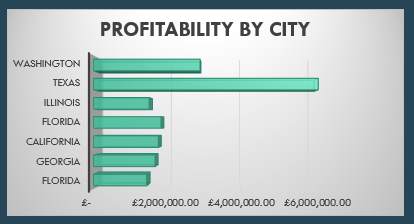 PROFITABILITY BY CITY
WASHINGTON
TEXAS
ILLINOIS
FLORIDA
CALIFORNIA
GEORGIA
FLORIDA
£- £2,000,000.00 £4,000,000.00 £6,000,000.00